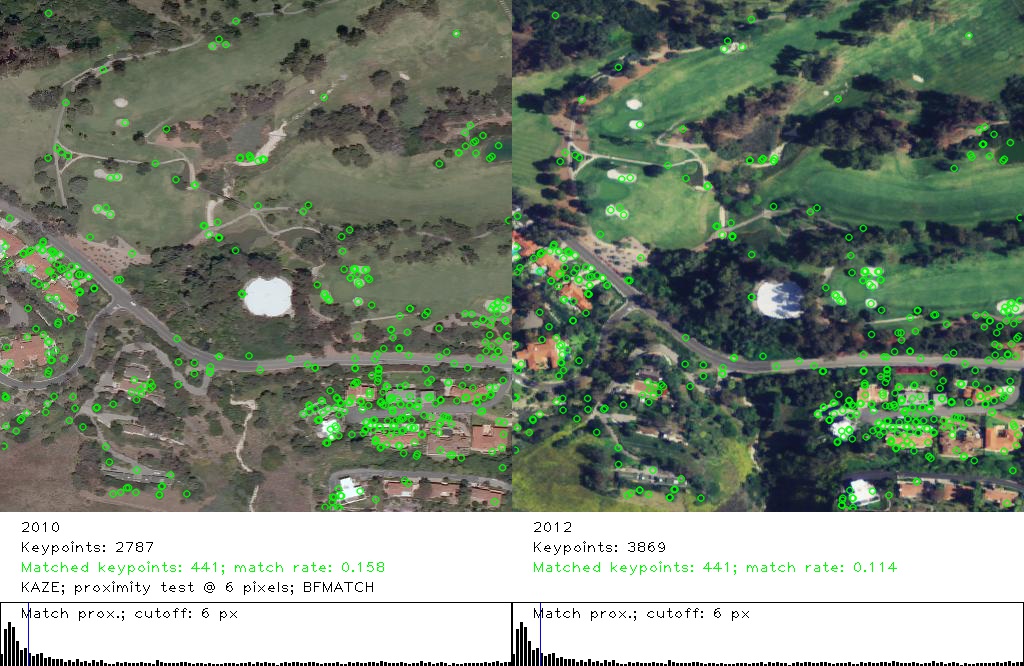 2010
Keypoints: 2787
Matched keypoints: 441; match rate: 0.158
KAZE; proximity test @ 6 pixels; BFMATCH
Match prox.; cutoff: 6 px
2012
Keypoints: 3869
Matched keypoints: 441; match rate: 0.114
Match prox.; cutoff: 6 px